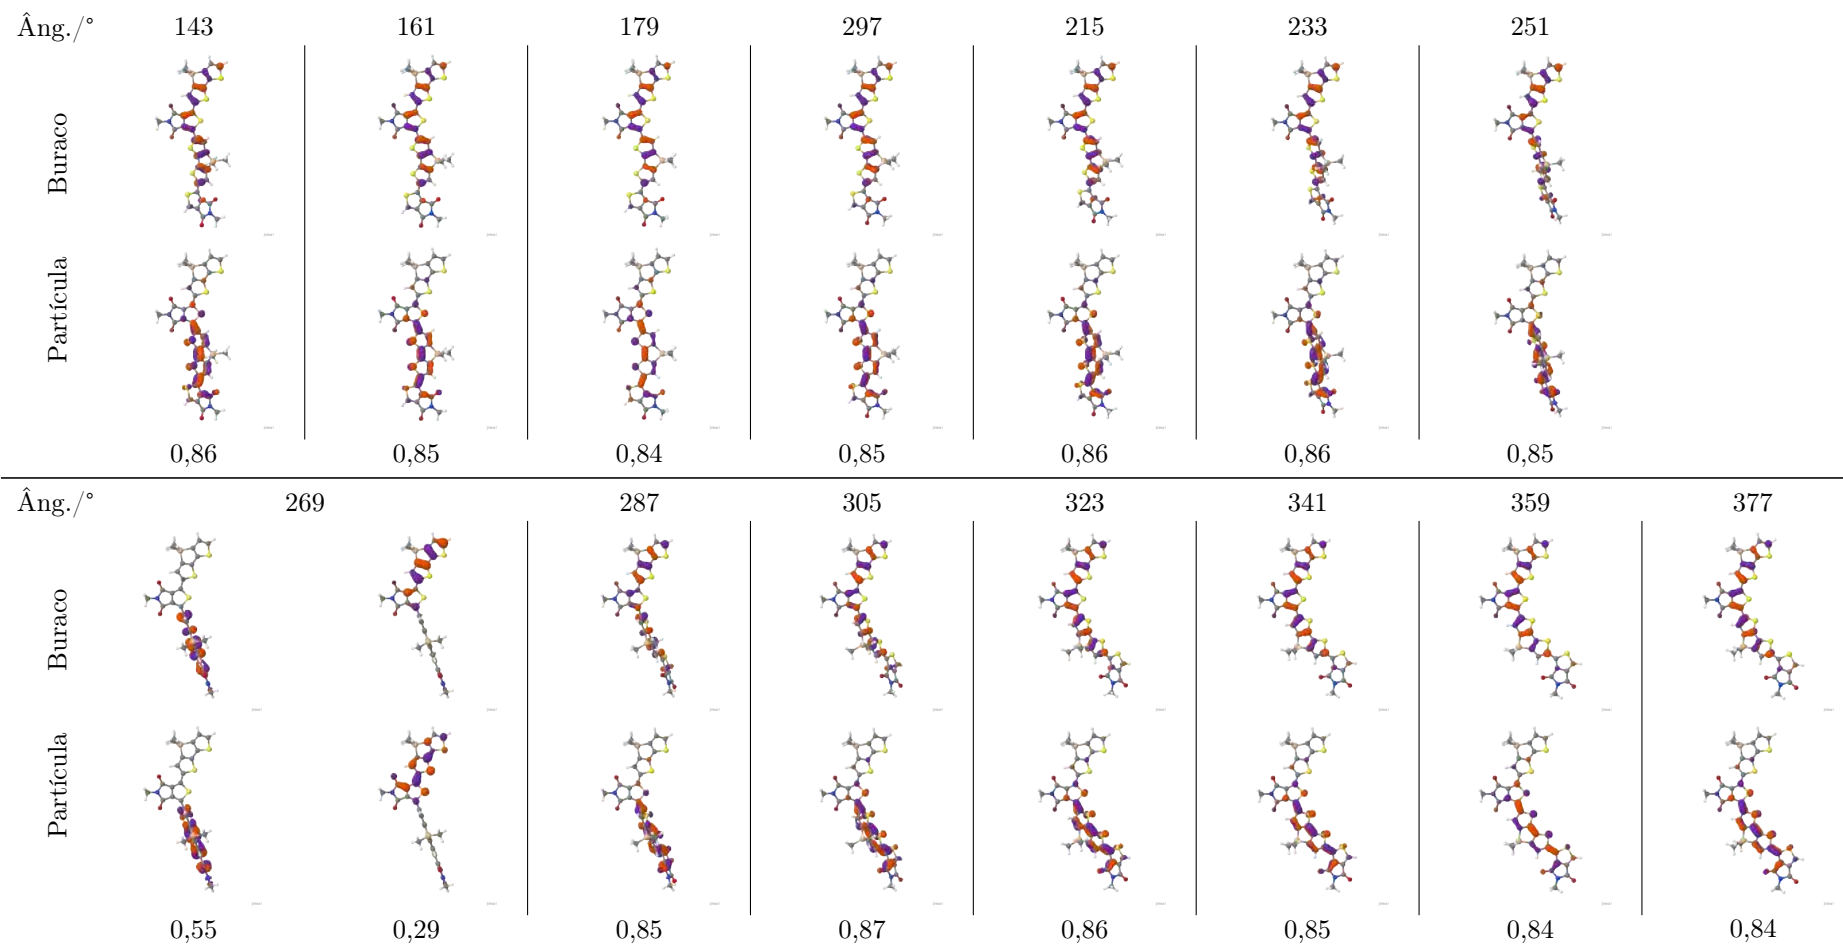 Âng./° 143 161 179 297 215 233 251
Buraco
Partícula
0,86 0,85 0,84 0,85 0,86 0,86 0,85
Âng./° 269 287 305 323 341 359 377
Buraco
Partícula
0,55 0,29 0,85 0,87 0,86 0,85 0,84 0,84